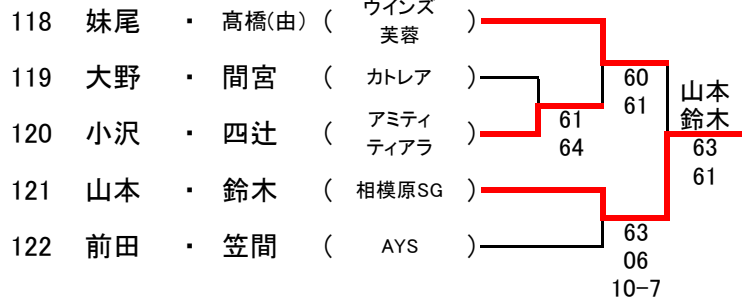 118 妹尾 ・ 髙橋(由) ( ウインズ
芙蓉 )
119 大野 ・ 間宮 ( カトレア )
120 小沢 ・ 四辻 ( アミティ
ティアラ )
121 山本 ・ 鈴木 ( 相模原SG )
122 前田 ・ 笠間 ( AYS )
61
64
60
61
63
06
10-7
山本
鈴木
63
61